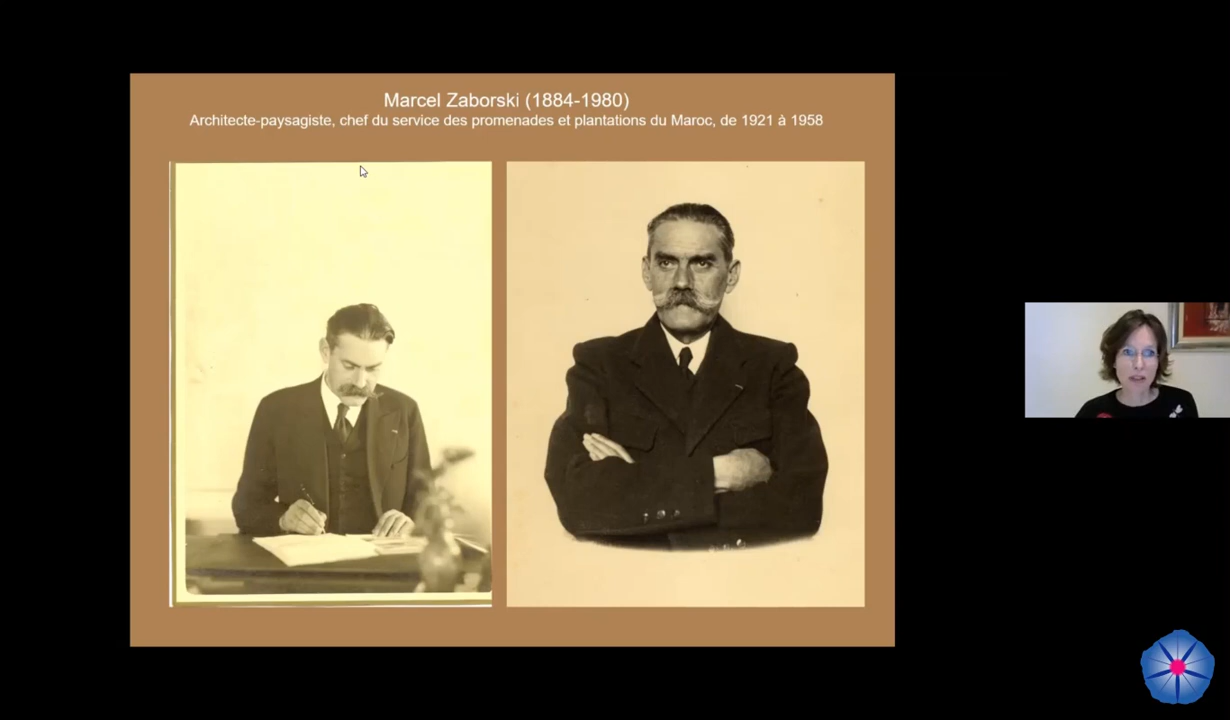 Marcel Zaborski (1884-1980)
Architecte-paysagiste, chef du service des promenades et plantations du Maroc, de 1921 à 1958